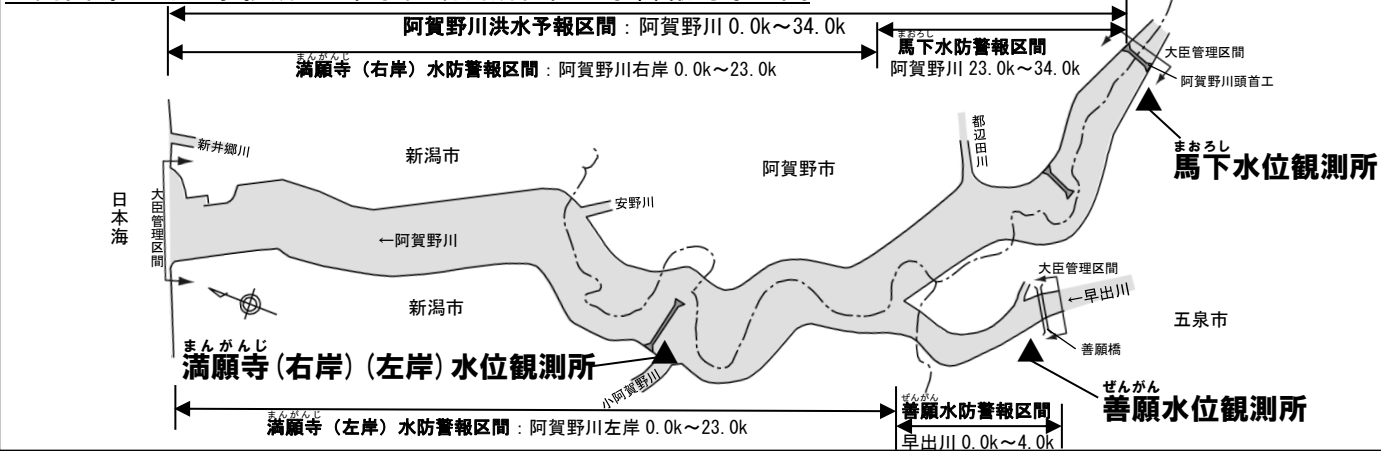 阿賀野川洪水予報区間：阿賀野川 0.0k～34.0k
まんがんじ
満願寺（右岸）水防警報区間：阿賀野川右岸 0.0k～23.0k
まおろし
馬下水防警報区間
阿賀野川 23.0k～34.0k
大臣管理区間
阿賀野川頭首工
まおろし
馬下水位観測所
新井郷川
新潟市
阿賀野市
都辺田川
日本海
大臣管理区間
安野川
←阿賀野川
新潟市
大臣管理区間
←早出川
五泉市
善願橋
まんがんじ
満願寺(右岸)(左岸)水位観測所
小阿賀野川
ぜんがん
善願水位観測所
まんがんじ
満願寺（左岸）水防警報区間：阿賀野川左岸 0.0k～23.0k
ぜんがん
善願水防警報区間
早出川 0.0k～4.0k